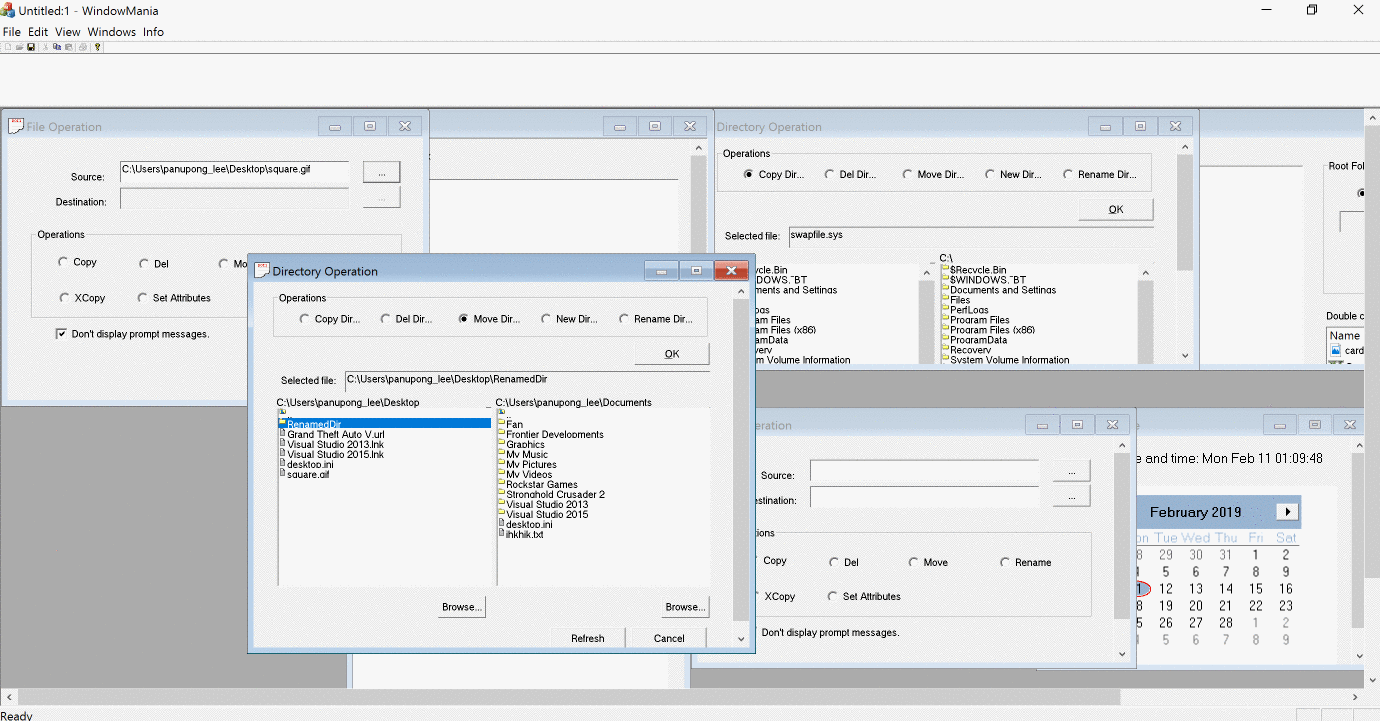 Untitled:1 - WindowMania
File Edit View Windows Info
File Operation
Source: C:\Users\panupong_lee\Desktop\square.gif ...
Destination: ...
Operations
Copy Del Mo
XCopy Set Attributes
Don't display prompt messages.
Directory Operation
Operations
Copy Dir... Del Dir... Move Dir... New Dir... Rename Dir...
OK
Selected file: swapfile.sys
C:\
cycle.Bin
NDOWS.~BT
ments and Settings
ogs
am Files
am Files (x86)
amData
very
m Volume Information
$Recycle.Bin
$WINDOWS.~BT
Documents and Settings
Files
PerfLogs
Program Files
Program Files (x86)
ProgramData
Recovery
System Volume Information
Root Fol
Double c
Name
card
Directory Operation
Operations
Copy Dir... Del Dir... Move Dir... New Dir... Rename Dir...
OK
Selected file: C:\Users\panupong_lee\Desktop\RenamedDir
C:\Users\panupong_lee\Desktop
..
RenamedDir
Grand Theft Auto V.url
Visual Studio 2013.lnk
Visual Studio 2015.lnk
desktop.ini
square.gif
C:\Users\panupong_lee\Documents
..
Fan
Frontier Developments
Graphics
My Music
My Pictures
My Videos
Rockstar Games
Stronghold Crusader 2
Visual Studio 2013
Visual Studio 2015
desktop.ini
ihkhik.txt
Browse... Browse...
Refresh Cancel
eration
Source: ...
estination: ...
ions
Copy Del Move Rename
XCopy Set Attributes
Don't display prompt messages.
e
e and time: Mon Feb 11 01:09:48
February 2019
on Tue Wed Thu Fri Sat
8 29 30 31 1 2
4 5 6 7 8 9
1 12 13 14 15 16
8 19 20 21 22 23
5 26 27 28 1 2
4 5 6 7 8 9
Ready